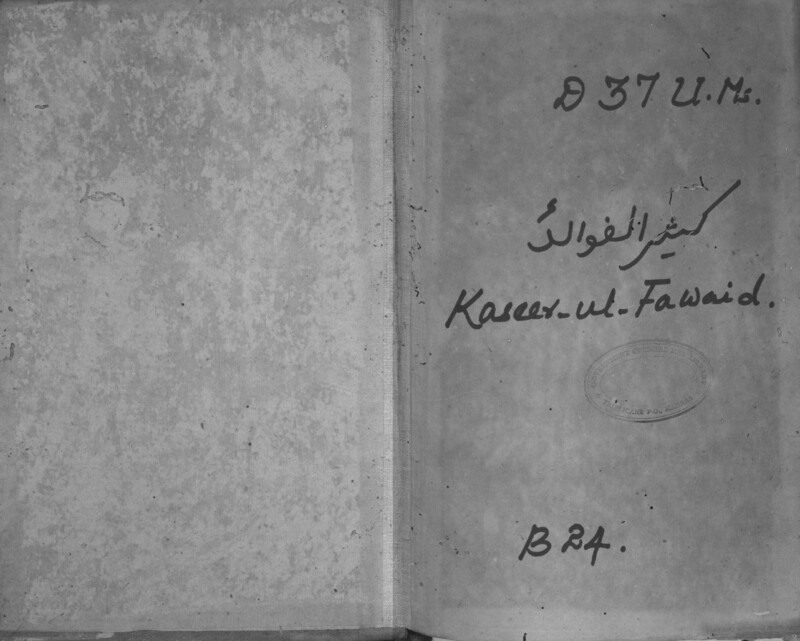 D 37 U.Ms.
کثیر الفوائد
Kaseer-ul-Fawaid.
B 24.